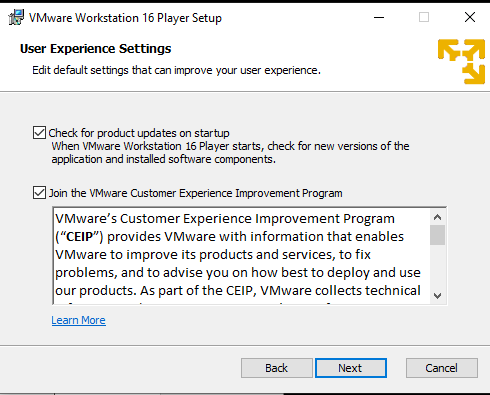 VMware Workstation 16 Player Setup
User Experience Settings
Edit default settings that can improve your user experience.
Check for product updates on startup
When VMware Workstation 16 Player starts, check for new versions of the
application and installed software components.
Join the VMware Customer Experience Improvement Program
VMware's Customer Experience Improvement Program
("CEIP") provides VMware with information that enables
VMware to improve its products and services, to fix
problems, and to advise you on how best to deploy and use
our products. As part of the CEIP, VMware collects technical
Learn More
Back
Next
Cancel